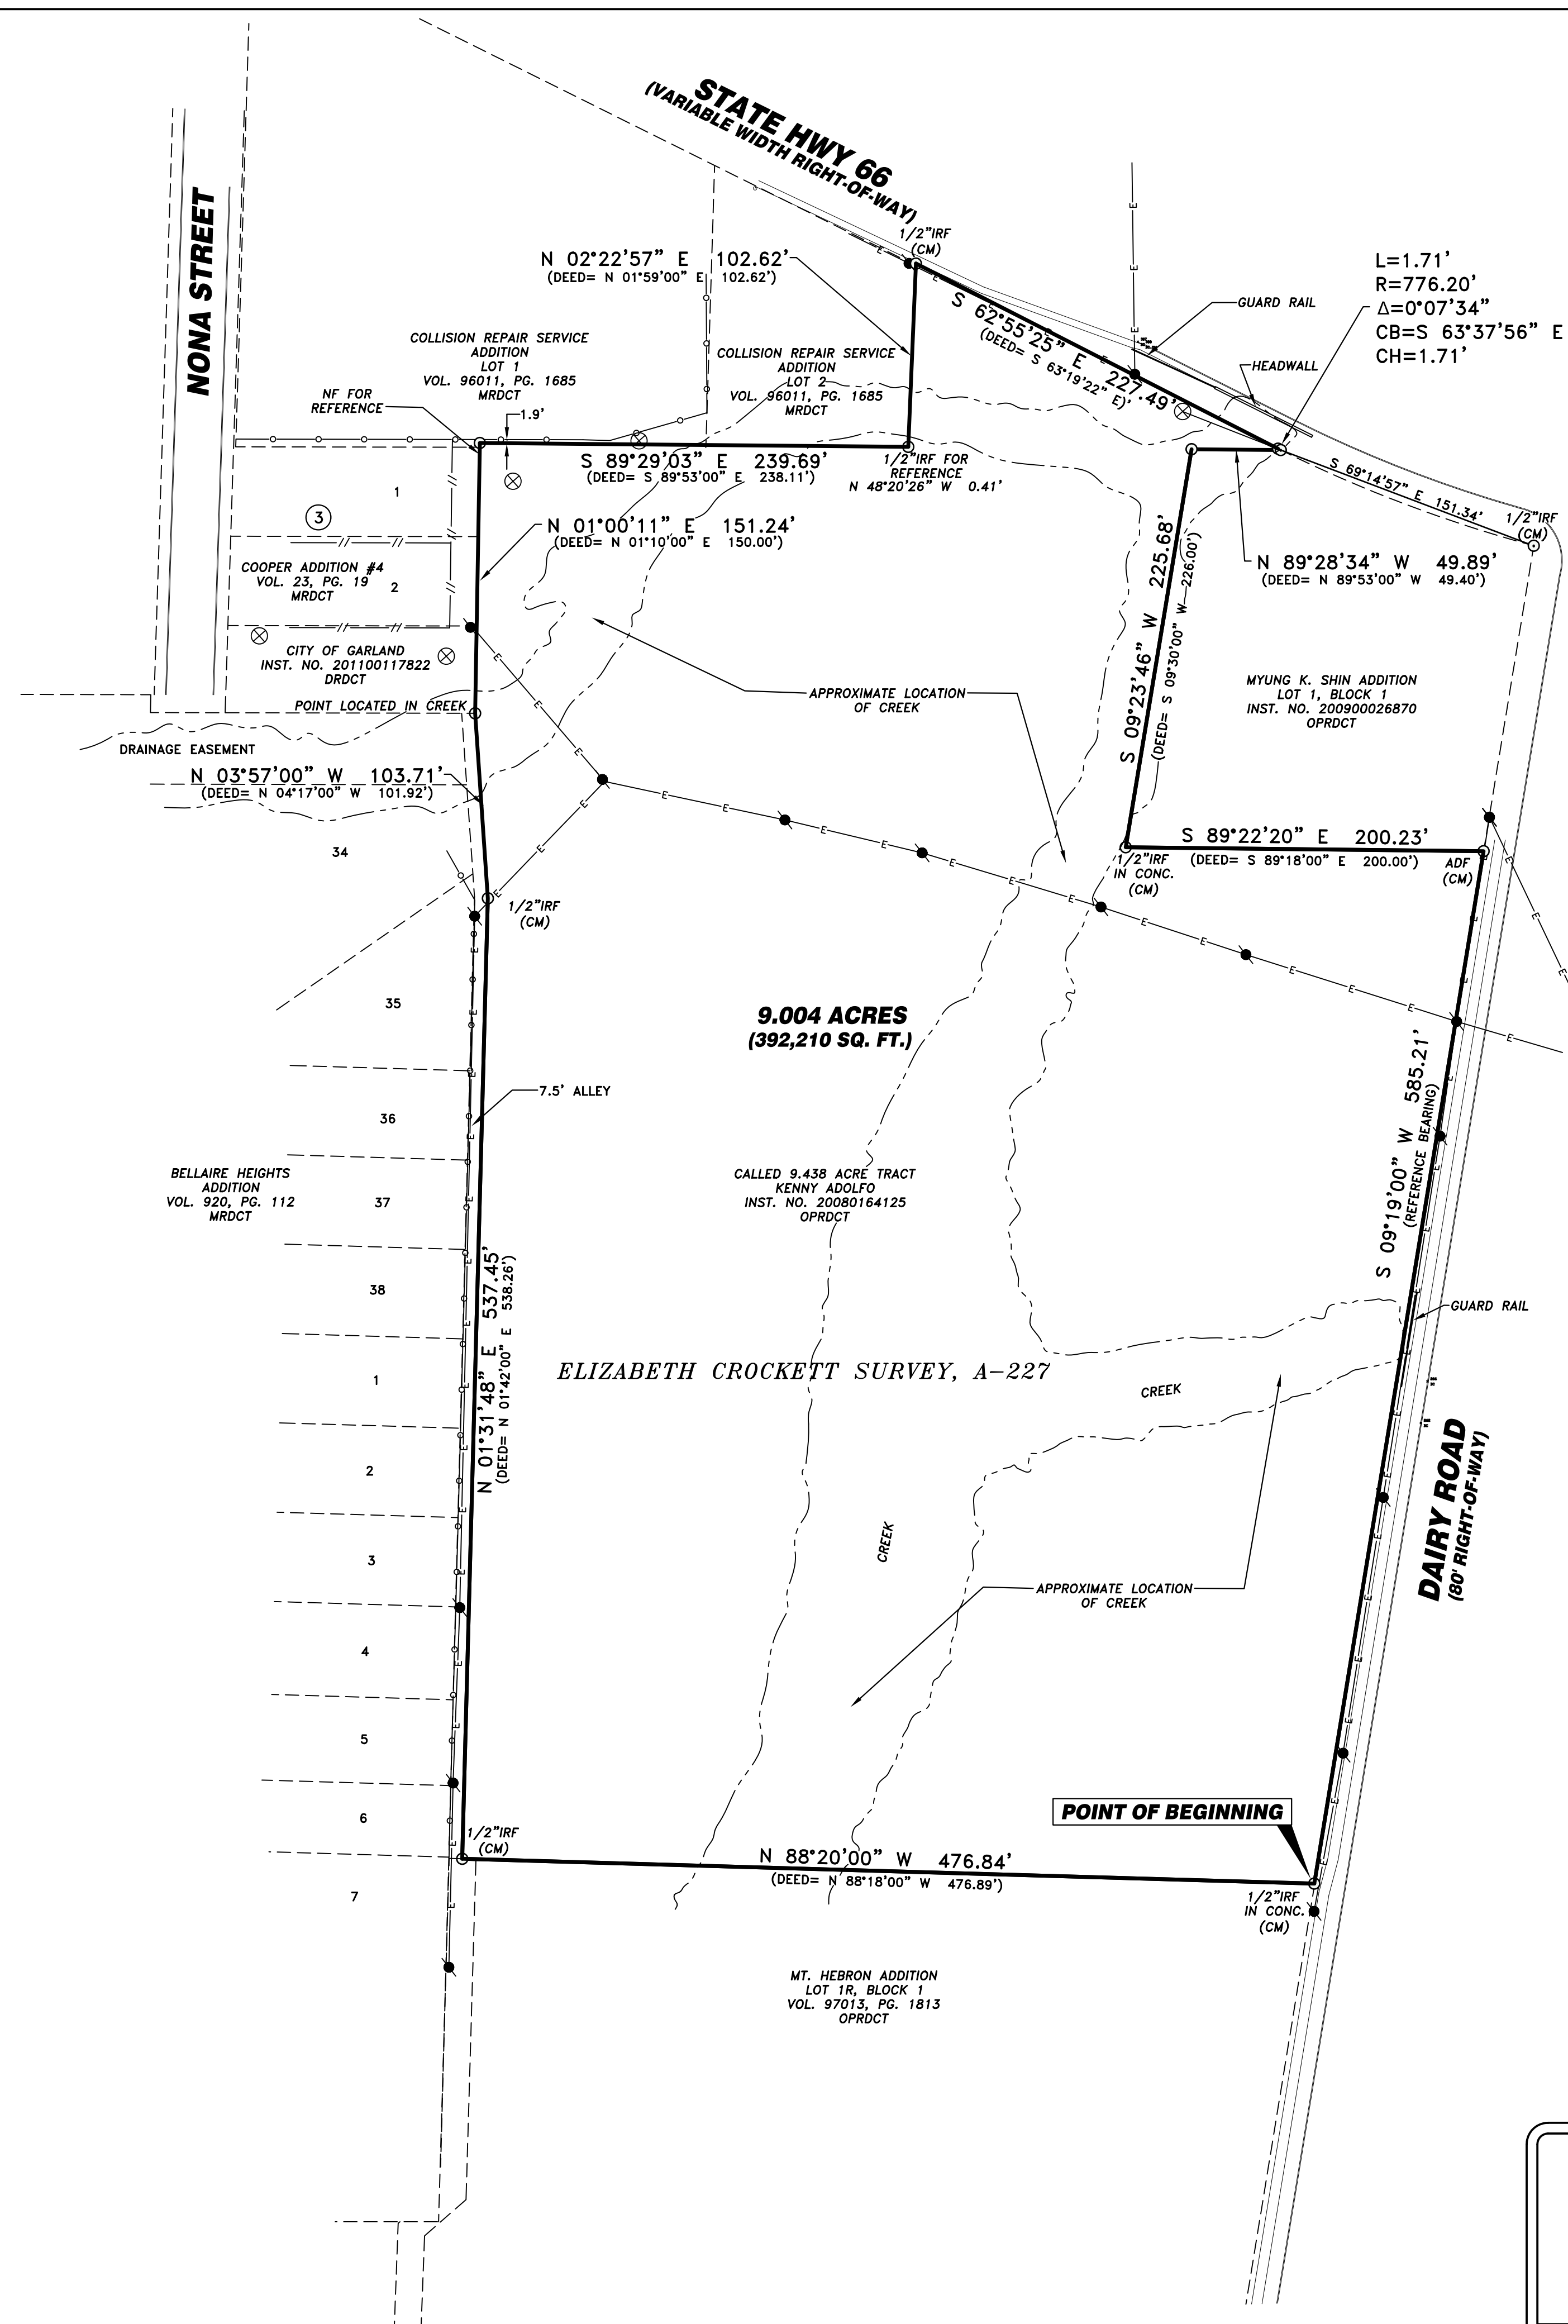 STATE HWY 66
(VARIABLE WIDTH RIGHT-OF-WAY)
NONA STREET
1/2"IRF
(CM)
N 02°22'57" E 102.62'
(DEED= N 01°59'00" E 102.62')
L=1.71'
R=776.20'
Δ=0°07'34"
CB=S 63°37'56" E
CH=1.71'
GUARD RAIL
HEADWALL
S 62°55'25" E 227.49'
(DEED= S 63°19'22" E)'
COLLISION REPAIR SERVICE
ADDITION
LOT 1
VOL. 96011, PG. 1685
MRDCT
COLLISION REPAIR SERVICE
ADDITION
LOT 2
VOL. 96011, PG. 1685
MRDCT
NF FOR
REFERENCE
1.9'
S 89°29'03" E 239.69'
(DEED= S 89°53'00" E 238.11')
1/2"IRF FOR
REFERENCE
N 48°20'26" W 0.41'
S 69°14'57" E 151.34'
1/2"IRF
(CM)
1
3
N 01°00'11" E 151.24'
(DEED= N 01°10'00" E 150.00')
N 89°28'34" W 49.89'
(DEED= N 89°53'00" W 49.40')
COOPER ADDITION #4
VOL. 23, PG. 19
MRDCT
2
S 09°23'46" W 225.68'
(DEED= S 09°30'00" W 226.00')
CITY OF GARLAND
INST. NO. 201100117822
DRDCT
POINT LOCATED IN CREEK
APPROXIMATE LOCATION
OF CREEK
MYUNG K. SHIN ADDITION
LOT 1, BLOCK 1
INST. NO. 200900026870
OPRDCT
DRAINAGE EASEMENT
N 03°57'00" W 103.71'
(DEED= N 04°17'00" W 101.92')
34
S 89°22'20" E 200.23'
(DEED= S 89°18'00" E 200.00')
1/2"IRF
IN CONC.
(CM)
ADF
(CM)
1/2"IRF
(CM)
35
9.004 ACRES
(392,210 SQ. FT.)
7.5' ALLEY
36
S 09°19'00" W 585.21'
(REFERENCE BEARING)
BELLAIRE HEIGHTS
ADDITION
VOL. 920, PG. 112
MRDCT
37
CALLED 9.438 ACRE TRACT
KENNY ADOLFO
INST. NO. 20080164125
OPRDCT
38
N 01°31'48" E 537.45'
(DEED= N 01°42'00" E 538.26')
GUARD RAIL
ELIZABETH CROCKETT SURVEY, A-227
1
CREEK
2
DAIRY ROAD
(80' RIGHT-OF-WAY)
CREEK
3
APPROXIMATE LOCATION
OF CREEK
4
5
POINT OF BEGINNING
6
1/2"IRF
(CM)
N 88°20'00" W 476.84'
(DEED= N 88°18'00" W 476.89')
7
1/2"IRF
IN CONC.
(CM)
MT. HEBRON ADDITION
LOT 1R, BLOCK 1
VOL. 97013, PG. 1813
OPRDCT